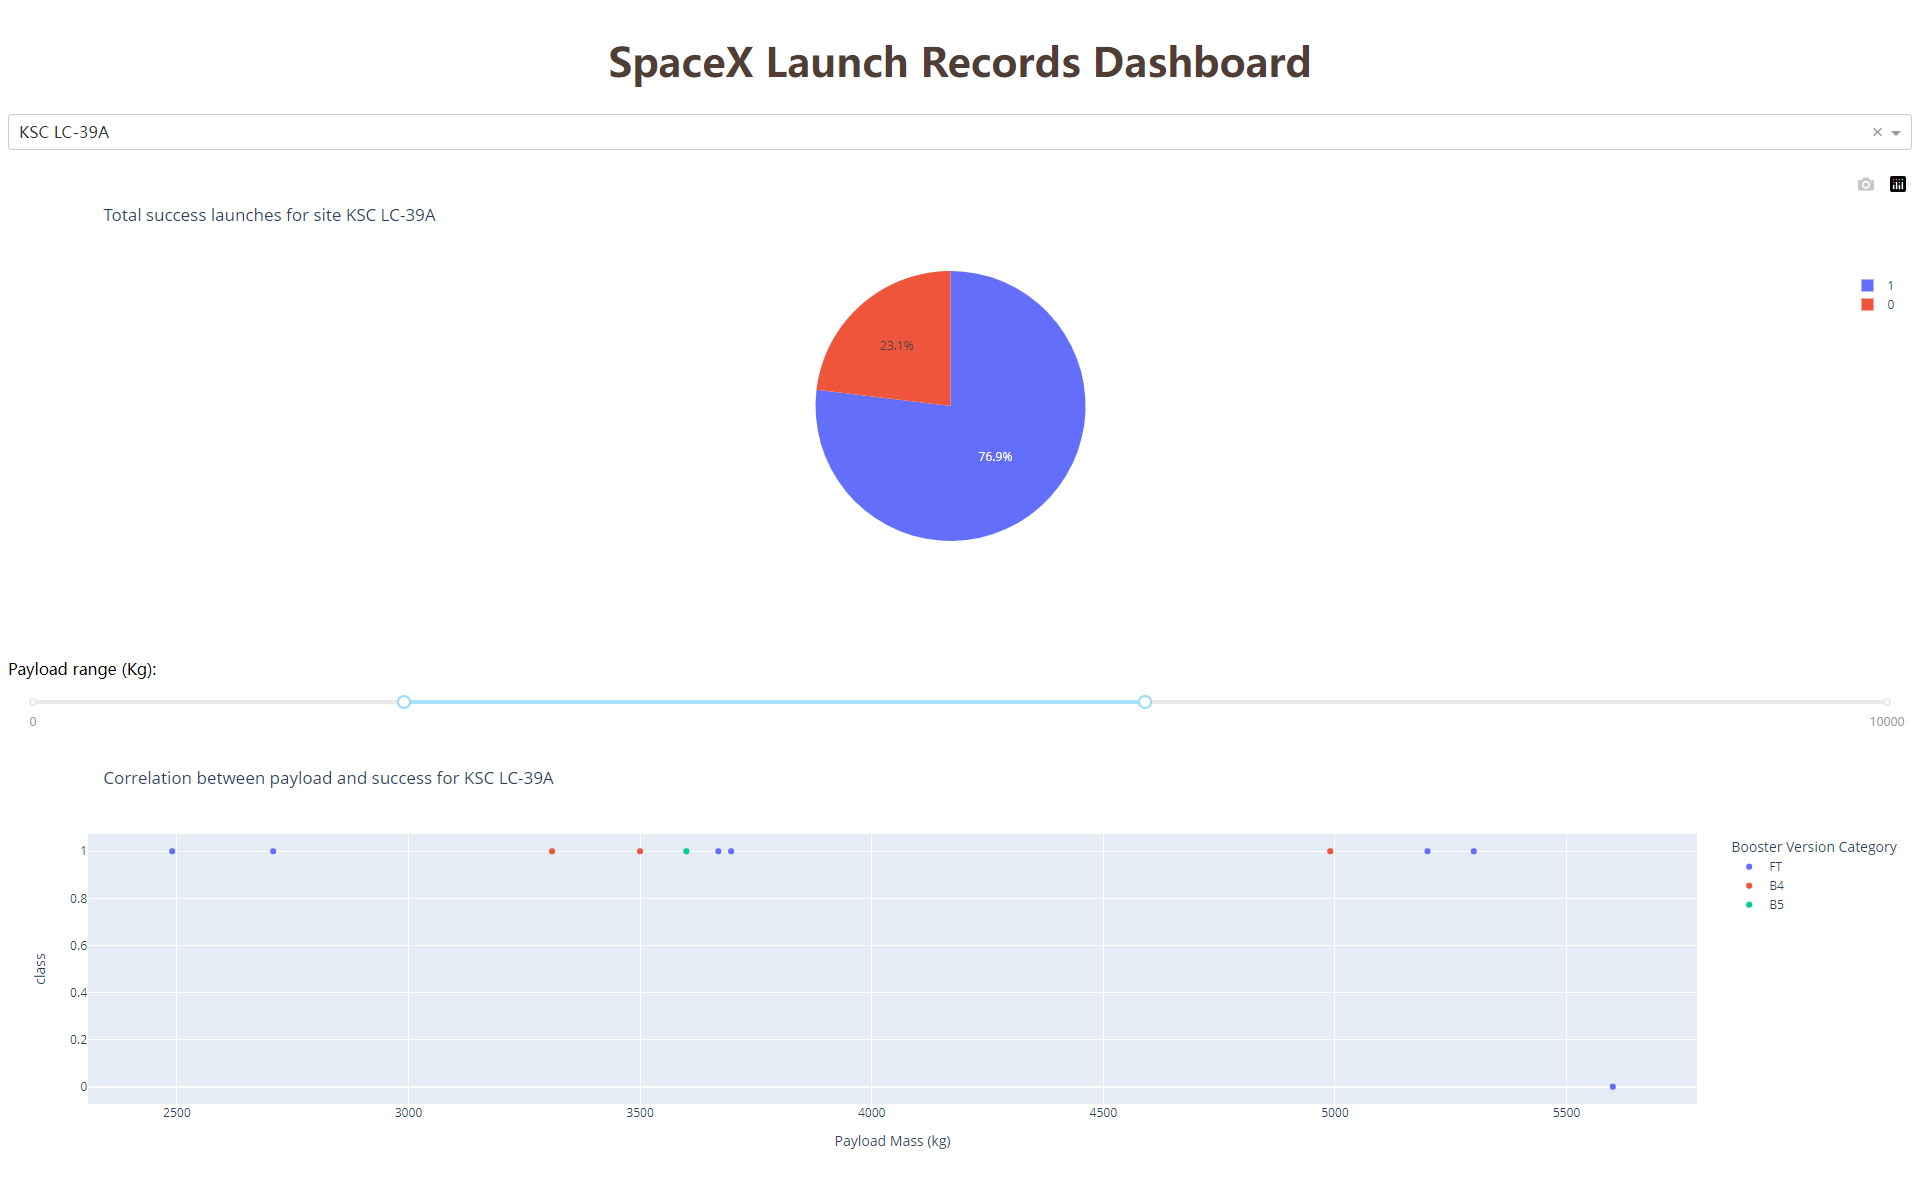 SpaceX Launch Records Dashboard
KSC LC-39A
Total success launches for site KSC LC-39A
1
0
23.1%
76.9%
Payload range (Kg):
0
10000
Correlation between payload and success for KSC LC-39A
Booster Version Category
FT
B4
B5
1
0.8
0.6
0.4
0.2
0
class
2500
3000
3500
4000
4500
5000
5500
Payload Mass (kg)